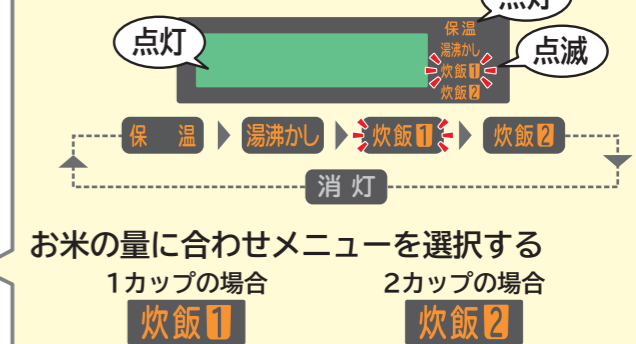 点灯
点灯
保温
湯沸かし
炊飯1
炊飯2
点滅
保 温 湯沸かし 炊飯1 炊飯2
消 灯
お米の量に合わせメニューを選択する
1カップの場合 2カップの場合
炊飯1 炊飯2